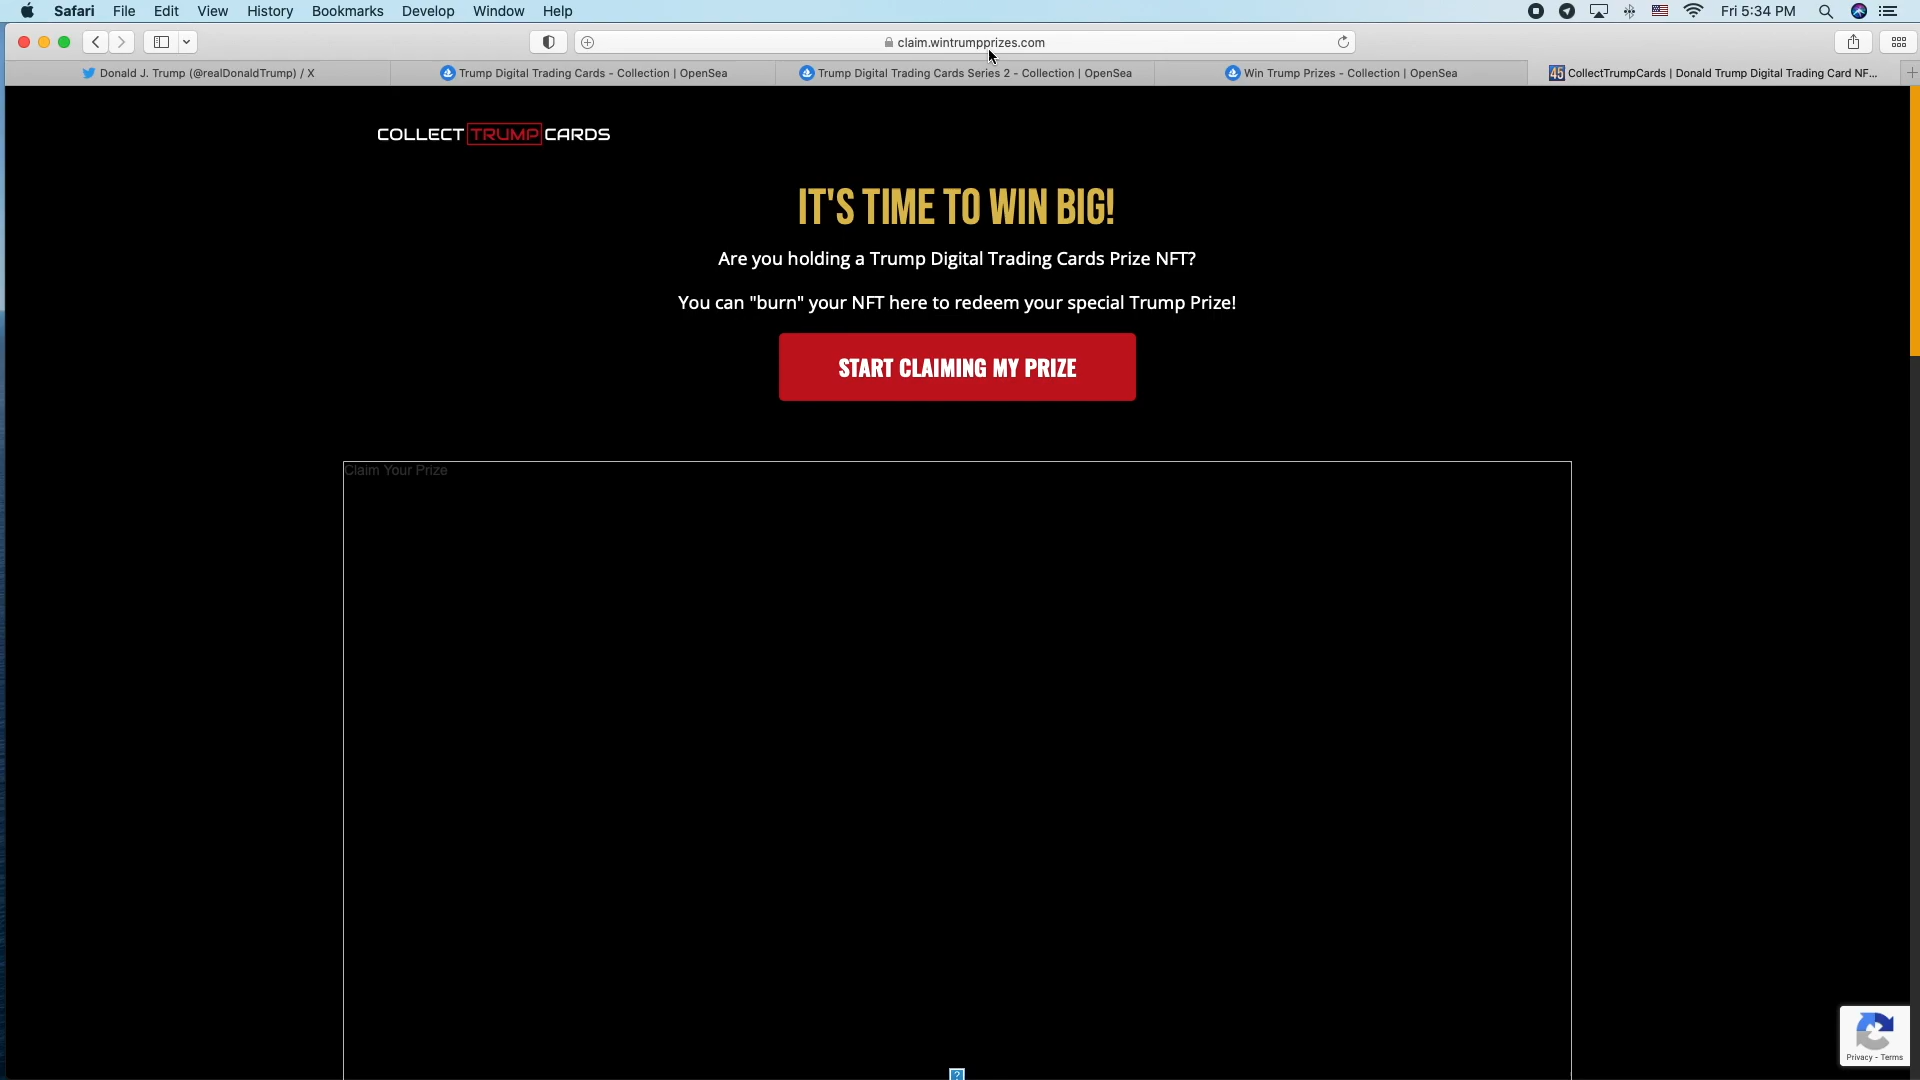 Safari File Edit View History Bookmarks Develop Window Help Fri 5:34 PM
claim.wintrumpprizes.com
Donald J. Trump (@realDonaldTrump) / X
Trump Digital Trading Cards - Collection | OpenSea
Trump Digital Trading Cards Series 2 - Collection | OpenSea
Win Trump Prizes - Collection | OpenSea
45 CollectTrumpCards | Donald Trump Digital Trading Card NF...
COLLECT TRUMP CARDS
IT'S TIME TO WIN BIG!
Are you holding a Trump Digital Trading Cards Prize NFT?
You can "burn" your NFT here to redeem your special Trump Prize!
START CLAIMING MY PRIZE
Claim Your Prize
?
Privacy - Terms